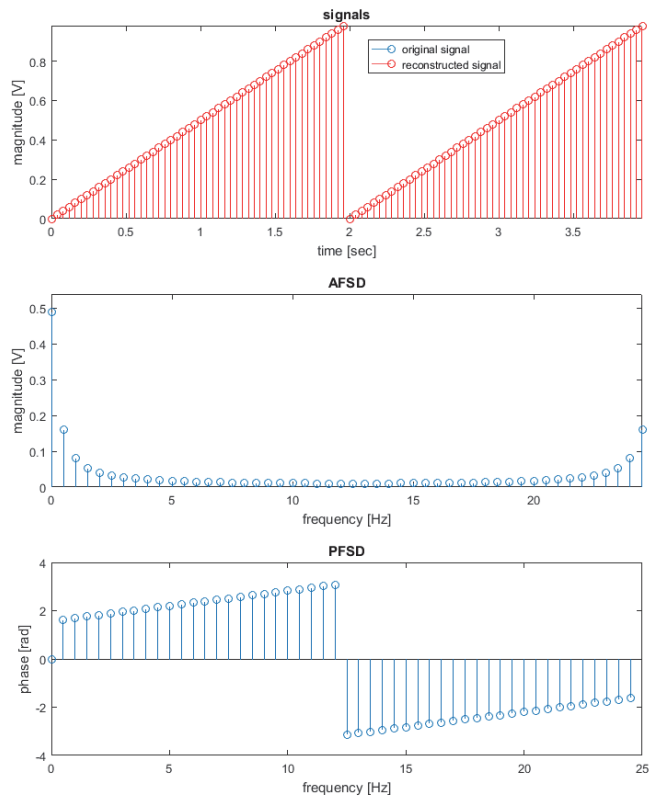 signals
original signal
reconstructed signal
magnitude [V]
0.8
0.6
0.4
0.2
0
0 0.5 1 1.5 2 2.5 3 3.5
time [sec]
AFSD
magnitude [V]
0.5
0.4
0.3
0.2
0.1
0
0 5 10 15 20
frequency [Hz]
PFSD
phase [rad]
4
2
0
-2
-4
0 5 10 15 20 25
frequency [Hz]